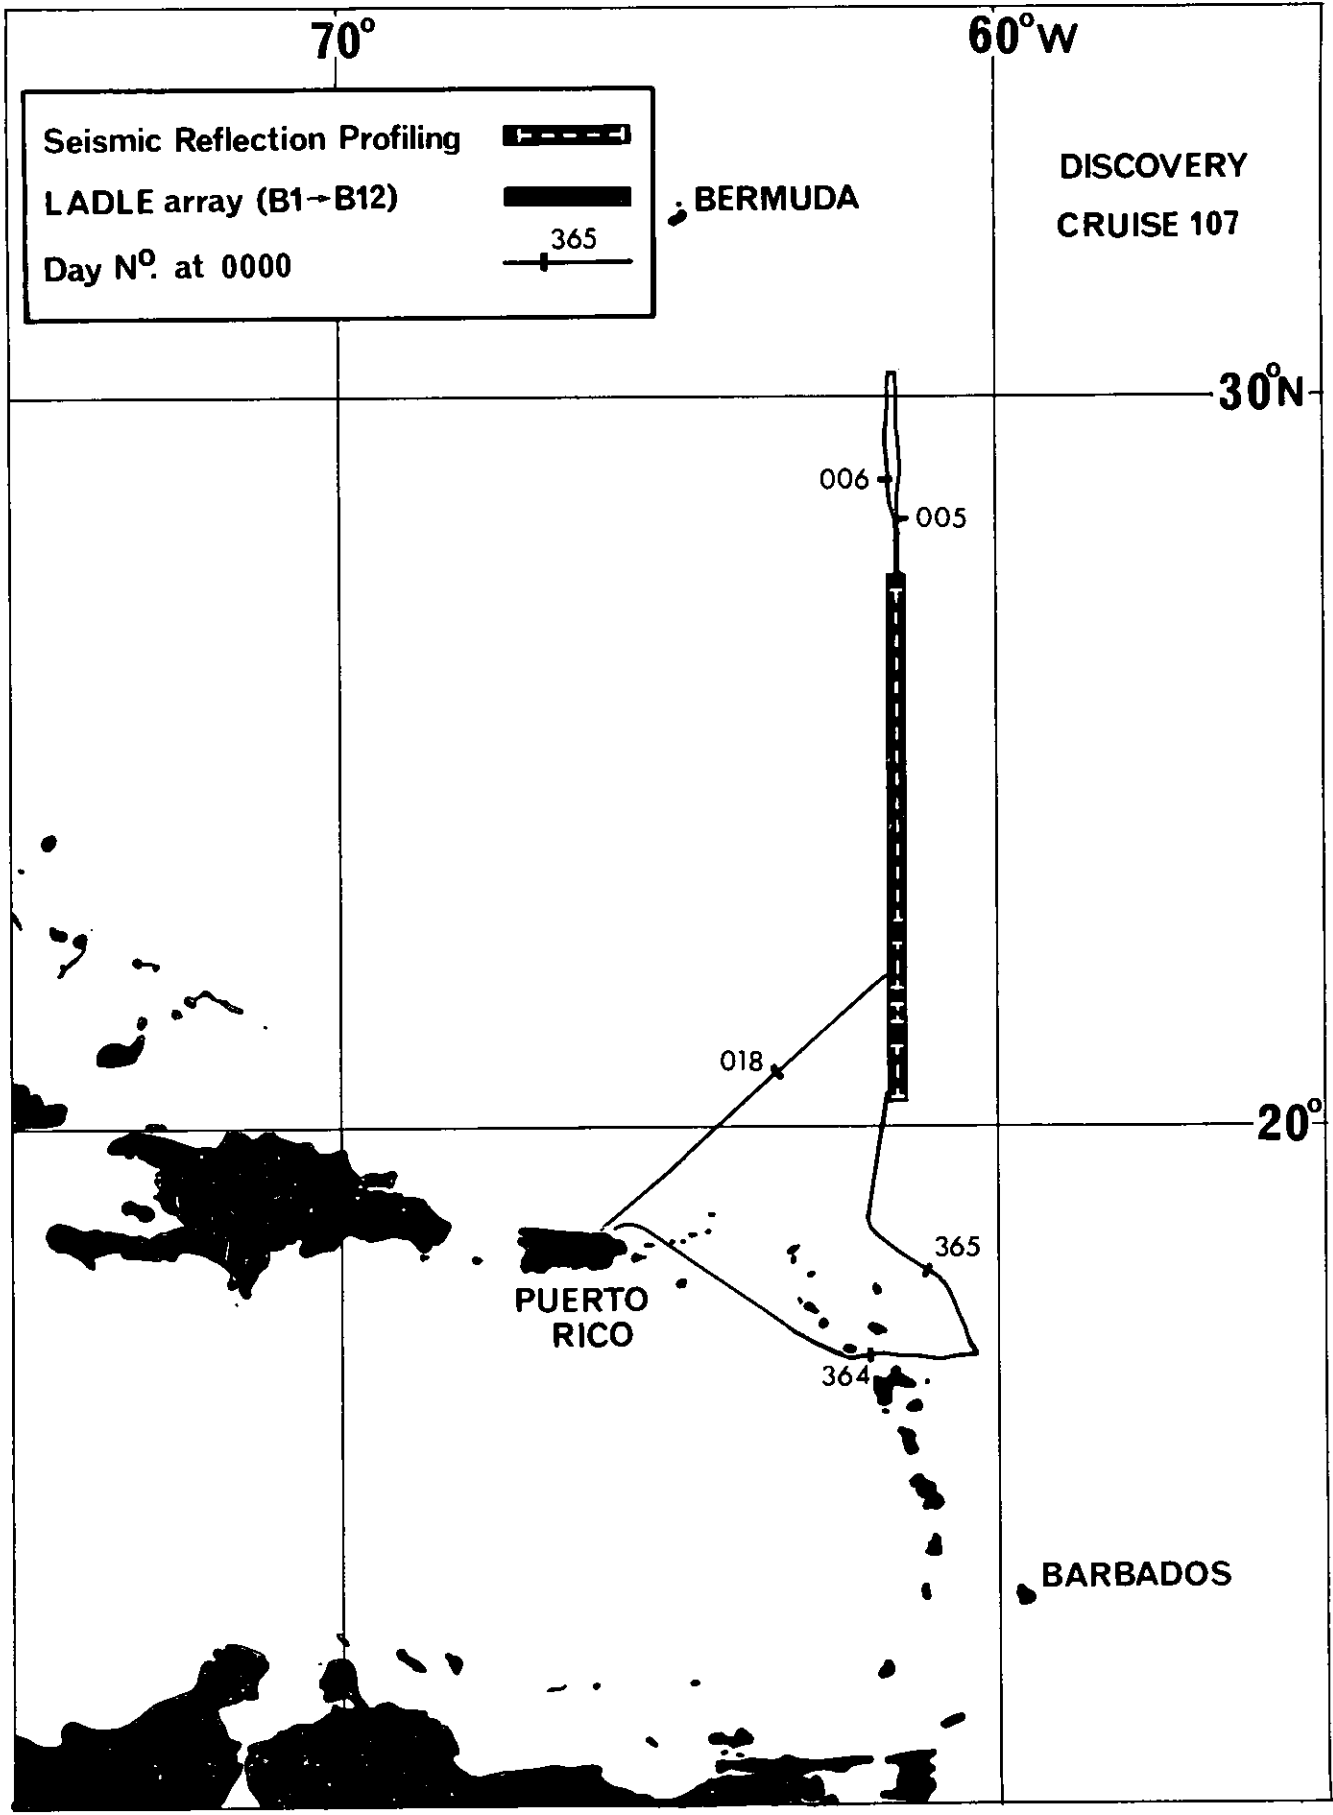 70° 60°W
Seismic Reflection Profiling
LADLE array (B1→B12)
365
Day Nº. at 0000
BERMUDA
DISCOVERY
CRUISE 107
30°N
006
005
018
20°
365
PUERTO
RICO
364
BARBADOS